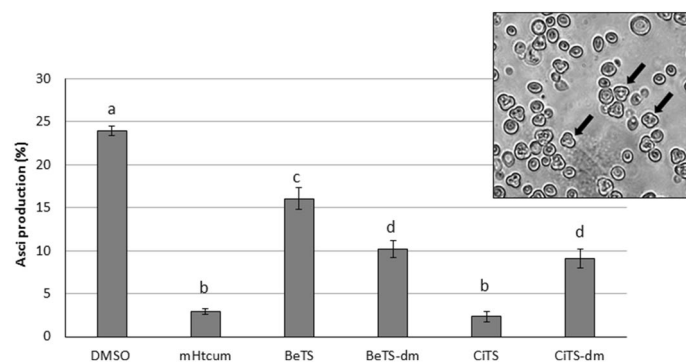 30
25
20
15
10
5
0
Asci production (%)
a
b
c
d
b
d
DMSO mHtcum BeTS BeTS-dm CiTS CiTS-dm